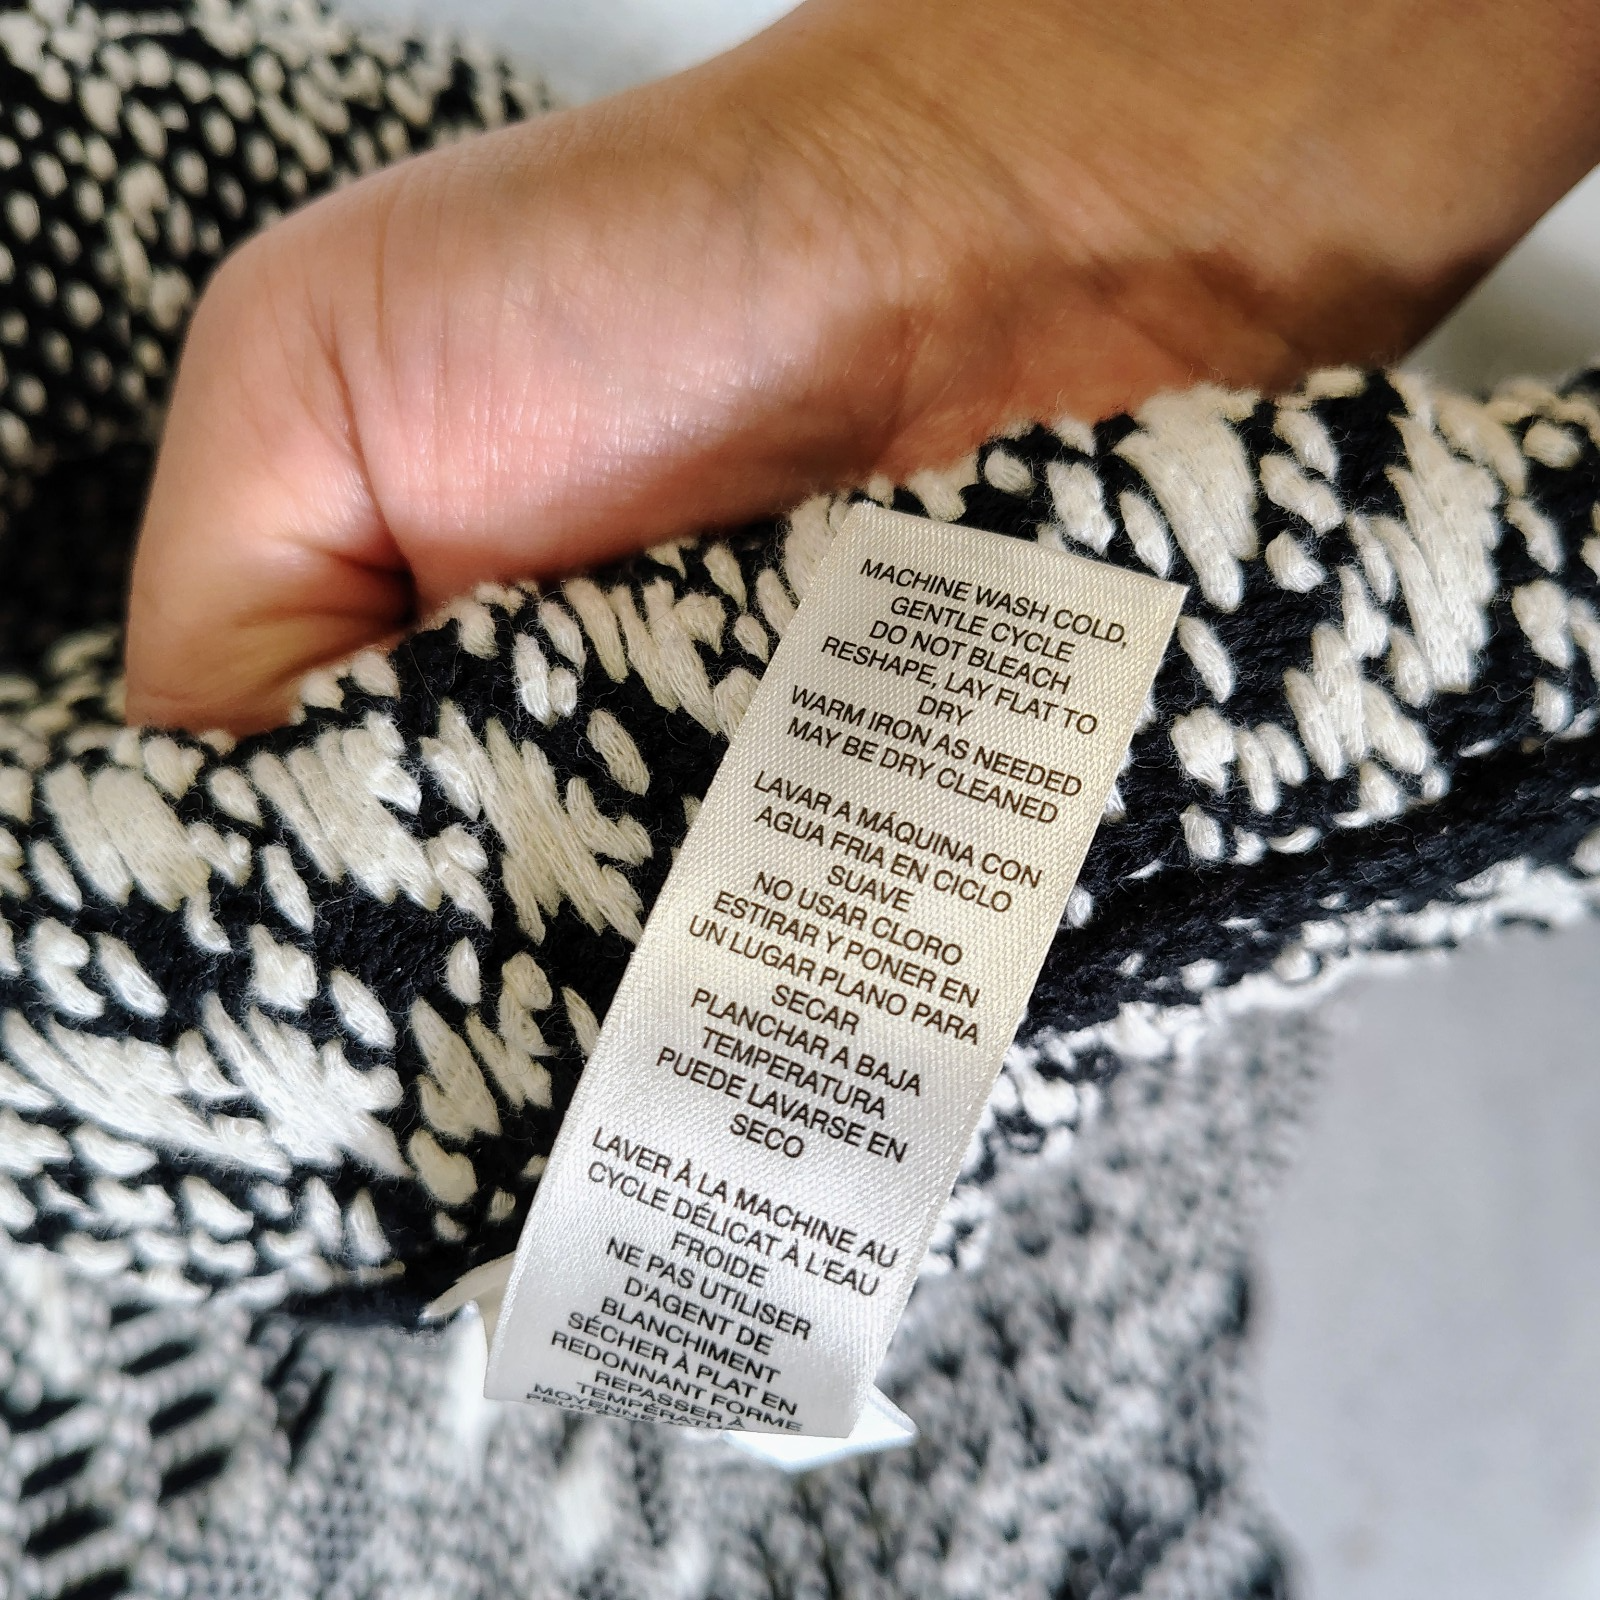 MACHINE WASH COLD,
GENTLE CYCLE
DO NOT BLEACH
RESHAPE, LAY FLAT TO
DRY
WARM IRON AS NEEDED
MAY BE DRY CLEANED
LAVAR A MÁQUINA CON
AGUA FRIA EN CICLO
SUAVE
NO USAR CLORO
ESTIRAR Y PONER EN
UN LUGAR PLANO PARA
SECAR
PLANCHAR A BAJA
TEMPERATURA
PUEDE LAVARSE EN
SECO
LAVER À LA MACHINE AU
CYCLE DÉLICAT À L'EAU
FROIDE
NE PAS UTILISER
D'AGENT DE
BLANCHIMENT
SÉCHER À PLAT EN
REDONNANT FORME
REPASSER À
TEMPÉRATURE
MOYENNE
PEUT